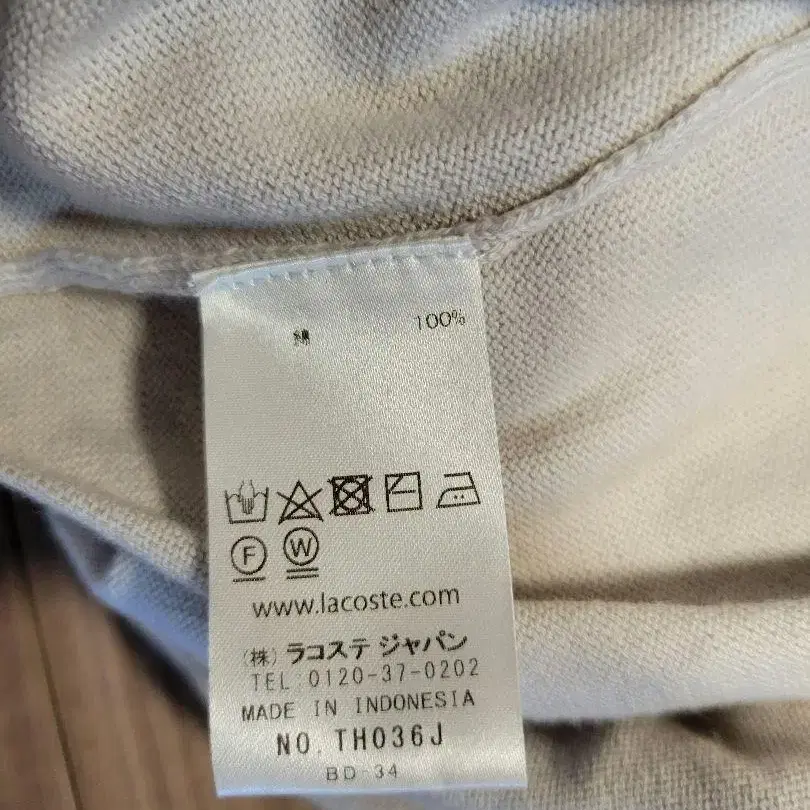 綿 100%
F W
www.lacoste.com
(株) ラコステ ジャパン
TEL:0120-37-0202
MADE IN INDONESIA
NO. TH036J
BD-34